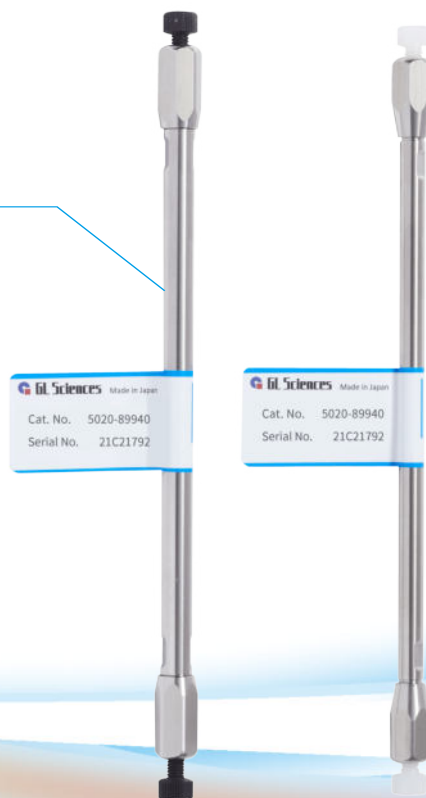 GL Sciences Made in Japan
Cat. No. 5020-89940
Serial No. 21C21792
GL Sciences Made in Japan
Cat. No. 5020-89940
Serial No. 21C21792